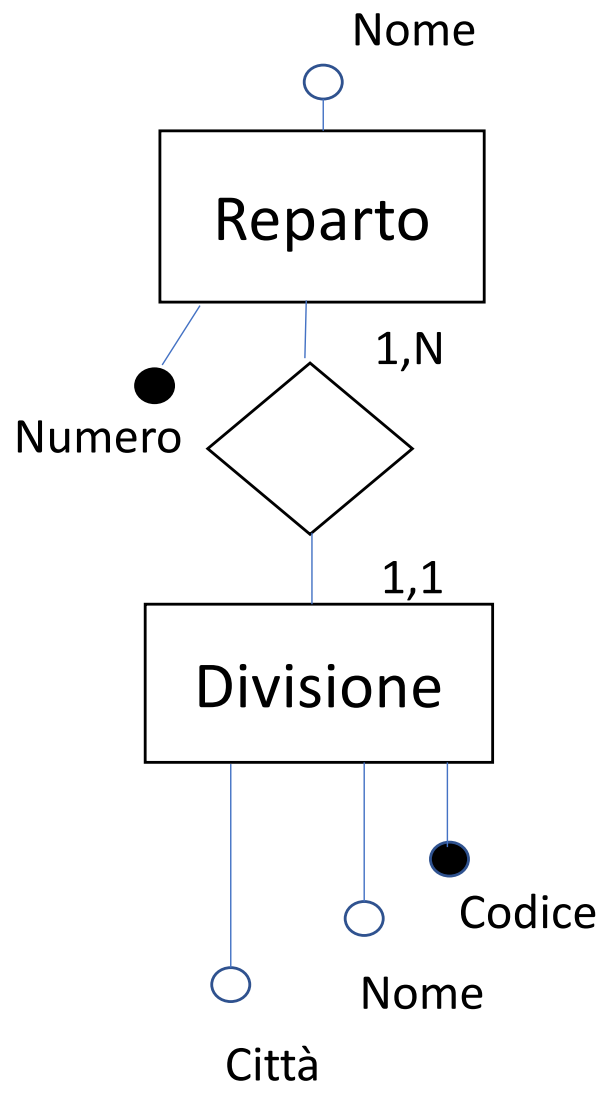 Nome
Reparto
1,N
Numero
1,1
Divisione
Codice
Nome
Città